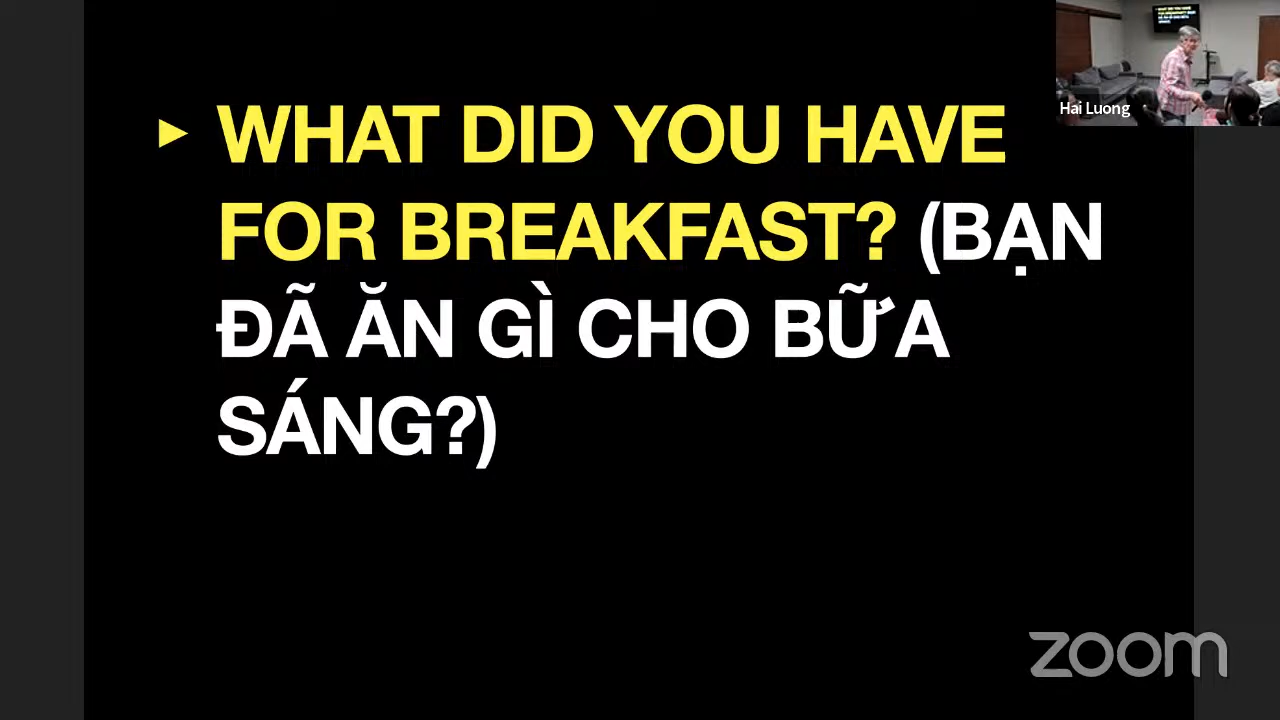 WHAT DID YOU HAVE
FOR BREAKFAST? (BẠN
ĐÃ ĂN GÌ CHO BỮA
SÁNG?)
Hai Luong
zoom